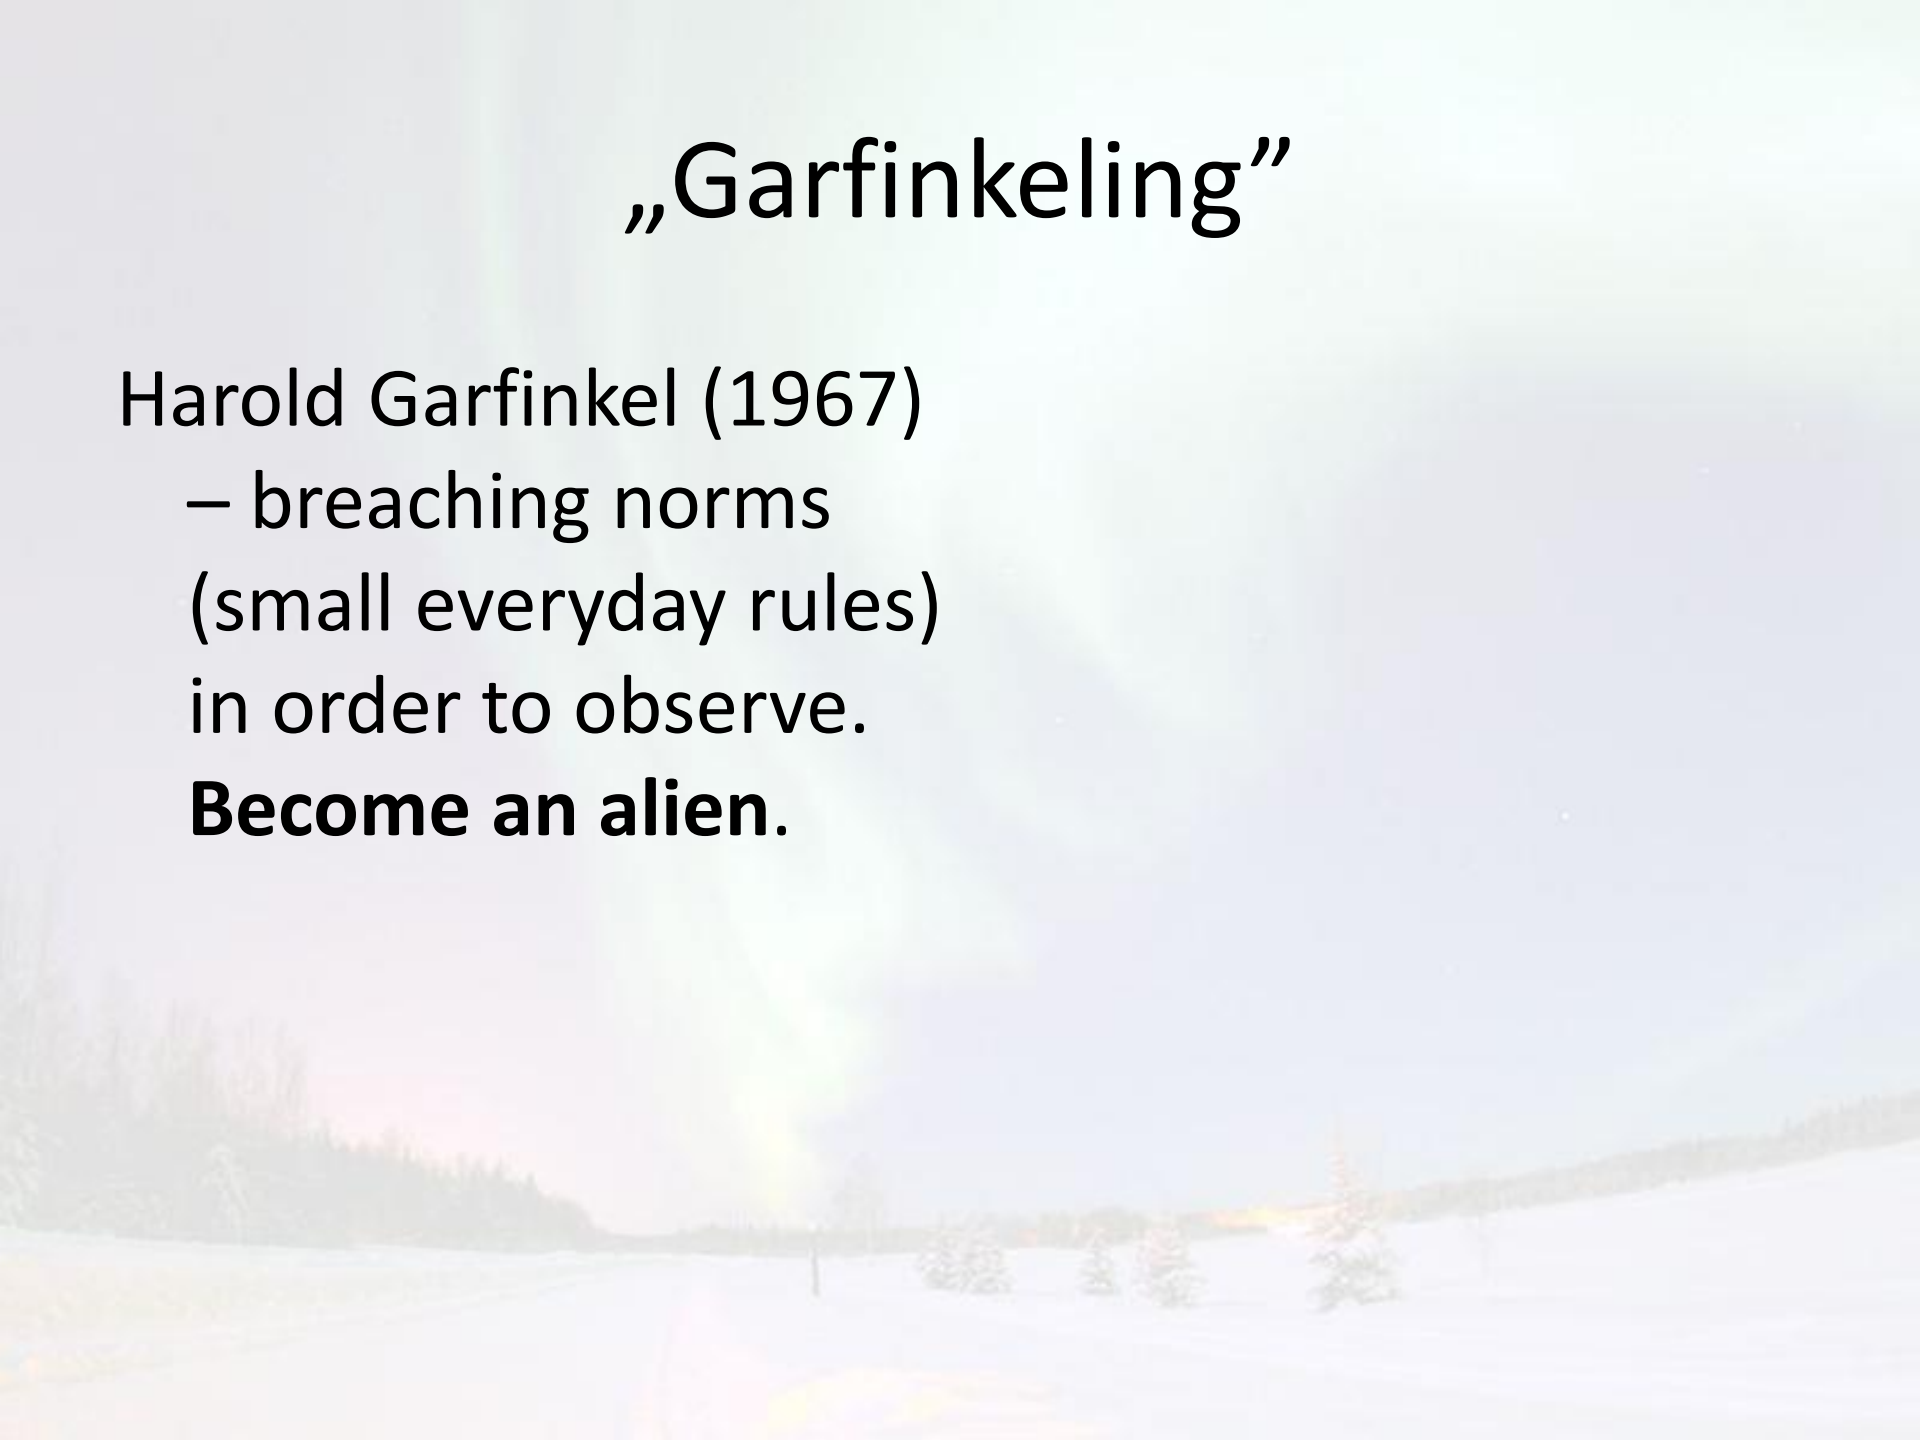 „Garfinkeling”
Harold Garfinkel (1967)
– breaching norms
(small everyday rules)
in order to observe.
Become an alien.